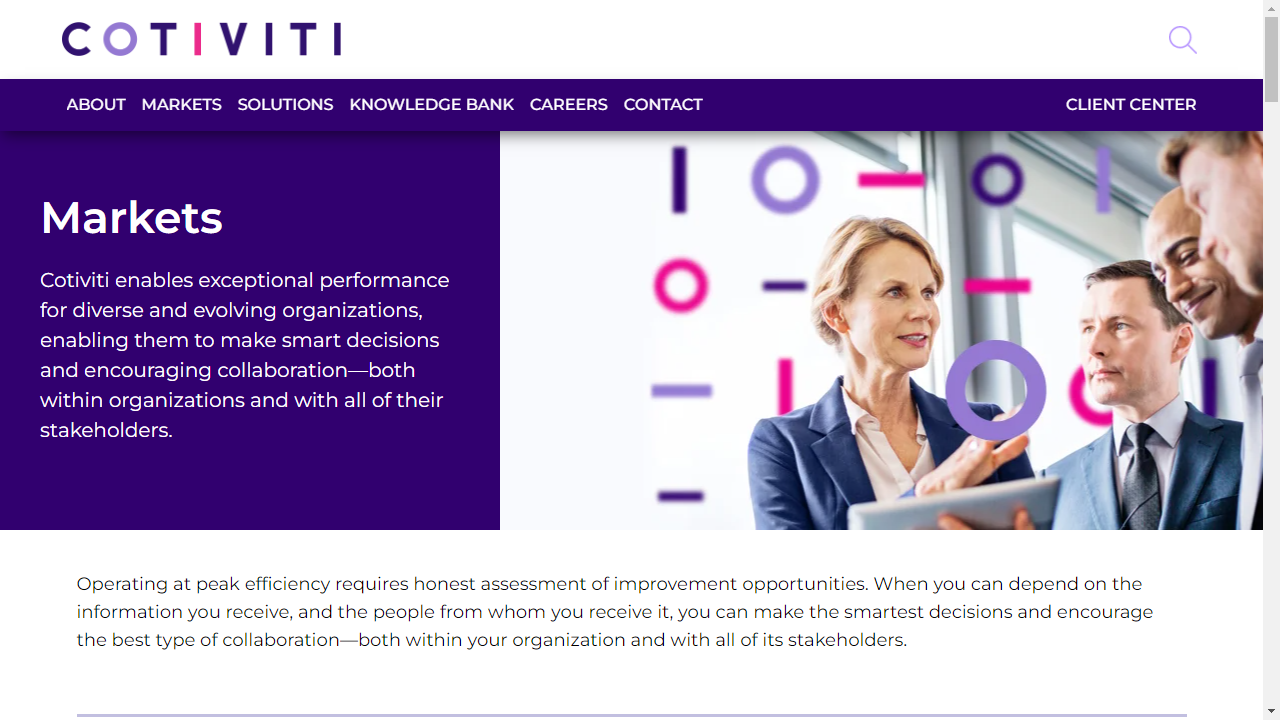 COTIVITI
ABOUT MARKETS SOLUTIONS KNOWLEDGE BANK CAREERS CONTACT CLIENT CENTER
Markets
Cotiviti enables exceptional performance
for diverse and evolving organizations,
enabling them to make smart decisions
and encouraging collaboration—both
within organizations and with all of their
stakeholders.
Operating at peak efficiency requires honest assessment of improvement opportunities. When you can depend on the
information you receive, and the people from whom you receive it, you can make the smartest decisions and encourage
the best type of collaboration—both within your organization and with all of its stakeholders.